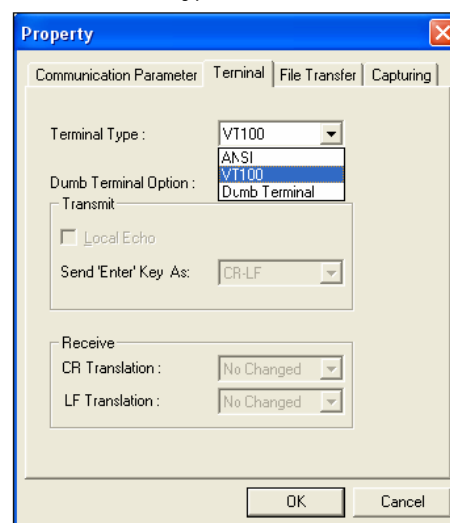 Property
Communication Parameter Terminal File Transfer Capturing
Terminal Type : VT100
ANSI
VT100
Dumb Terminal
Dumb Terminal Option :
Transmit
Local Echo
Send 'Enter' Key As: CR-LF
Receive
CR Translation : No Changed
LF Translation : No Changed
OK Cancel